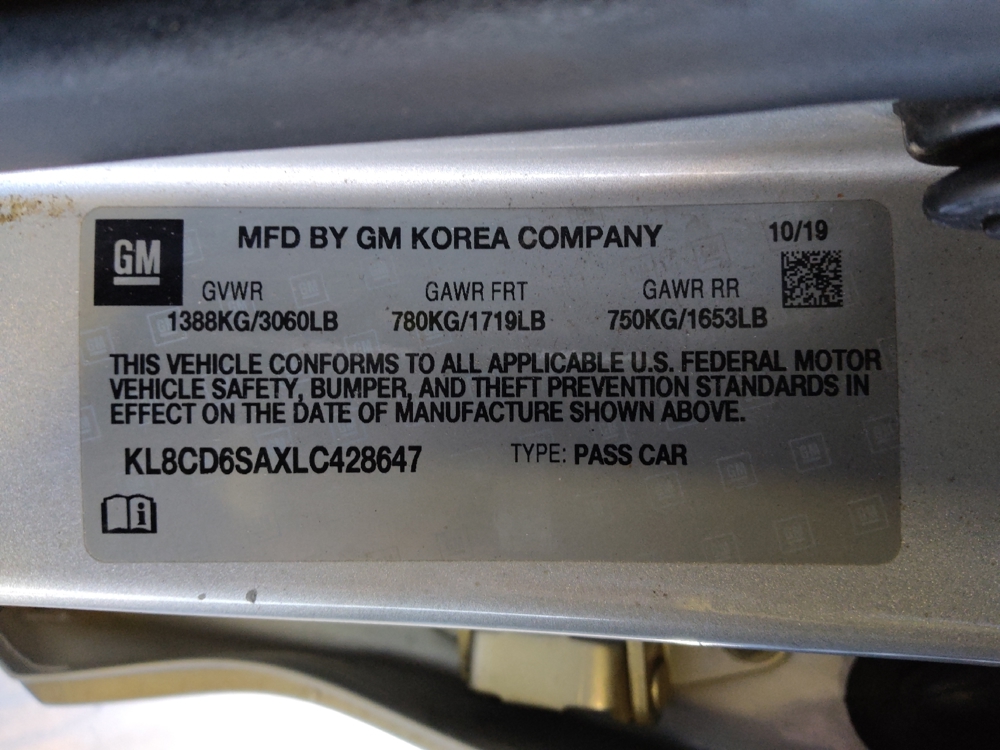 GM
MFD BY GM KOREA COMPANY
10/19
GVWR GAWR FRT GAWR RR
1388KG/3060LB 780KG/1719LB 750KG/1653LB
THIS VEHICLE CONFORMS TO ALL APPLICABLE U.S. FEDERAL MOTOR
VEHICLE SAFETY, BUMPER, AND THEFT PREVENTION STANDARDS IN
EFFECT ON THE DATE OF MANUFACTURE SHOWN ABOVE.
KL8CD6SAXLC428647 TYPE: PASS CAR
i